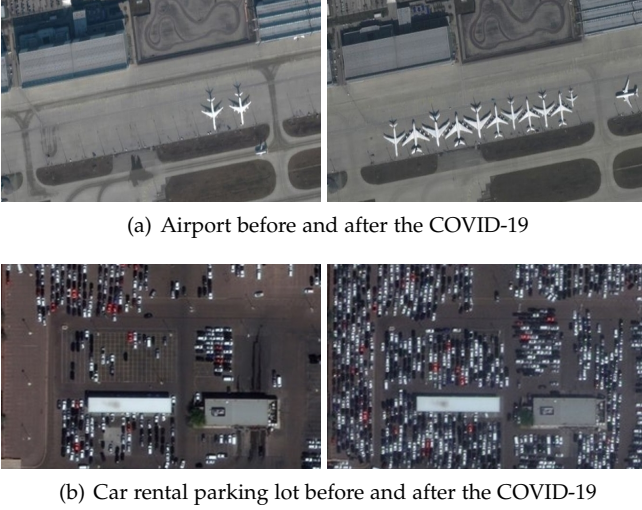 (a) Airport before and after the COVID-19
(b) Car rental parking lot before and after the COVID-19